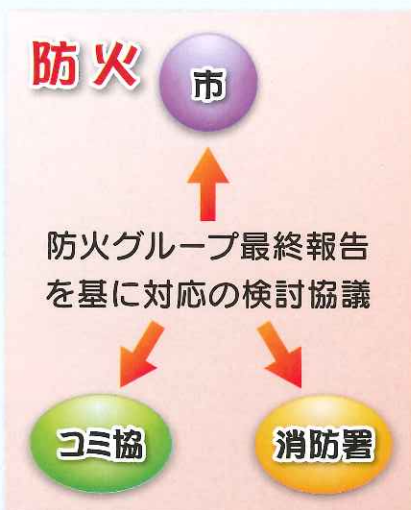 防火
市
防火グループ最終報告
を基に対応の検討協議
コミ協
消防署